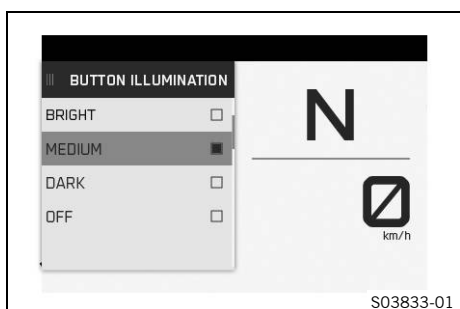 BUTTON ILLUMINATION
BRIGHT
MEDIUM
DARK
OFF
N
0
km/h
S03833-01